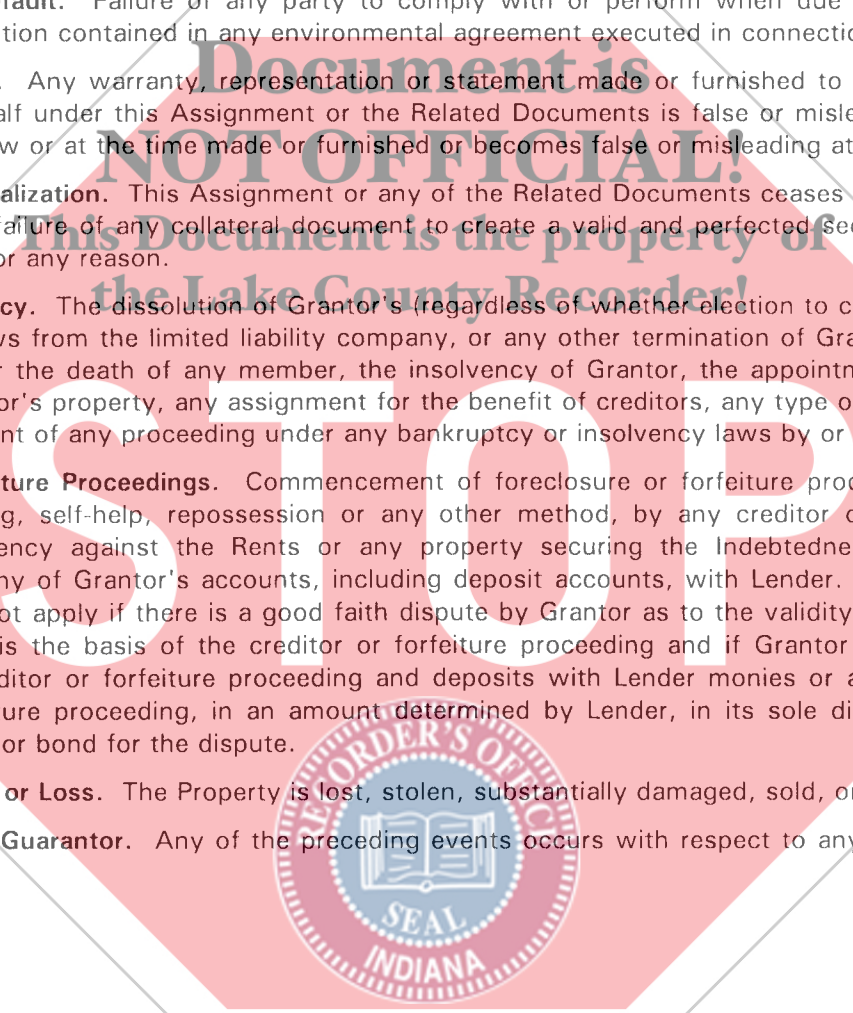 fault. Failure of any party to comply with or perform when due
tion contained in any environmental agreement executed in connectio
. Any warranty, representation or statement made or furnished to
alf under this Assignment or the Related Documents is false or misle
w or at the time made or furnished or becomes false or misleading at
alization. This Assignment or any of the Related Documents ceases
failure of any collateral document to create a valid and perfected se
or any reason.
cy. The dissolution of Grantor's (regardless of whether election to c
ws from the limited liability company, or any other termination of Gra
r the death of any member, the insolvency of Grantor, the appointn
or's property, any assignment for the benefit of creditors, any type o
nt of any proceeding under any bankruptcy or insolvency laws by or
ture Proceedings. Commencement of foreclosure or forfeiture proc
g, self-help, repossession or any other method, by any creditor o
ency against the Rents or any property securing the Indebtedne
ny of Grantor's accounts, including deposit accounts, with Lender.
ot apply if there is a good faith dispute by Grantor as to the validity
is the basis of the creditor or forfeiture proceeding and if Grantor
ditor or forfeiture proceeding and deposits with Lender monies or a
ure proceeding, in an amount determined by Lender, in its sole di
or bond for the dispute.
or Loss. The Property is lost, stolen, substantially damaged, sold, or
Guarantor. Any of the preceding events occurs with respect to any
Document is
NOT OFFICIAL!
This Document is the property of
the Lake County Recorder!
STOP
RECORDER'S OFFICE
SEAL
INDIANA